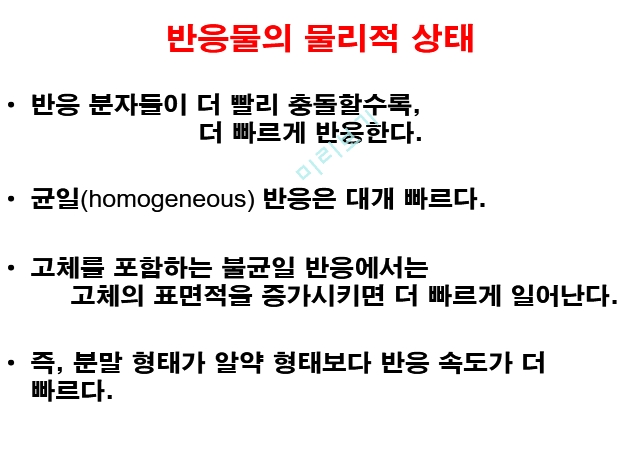 반응물의 물리적 상태
• 반응 분자들이 더 빨리 충돌할수록,
더 빠르게 반응한다.
• 균일(homogeneous) 반응은 대개 빠르다.
• 고체를 포함하는 불균일 반응에서는
고체의 표면적을 증가시키면 더 빠르게 일어난다.
• 즉, 분말 형태가 알약 형태보다 반응 속도가 더
빠르다.
미리보기